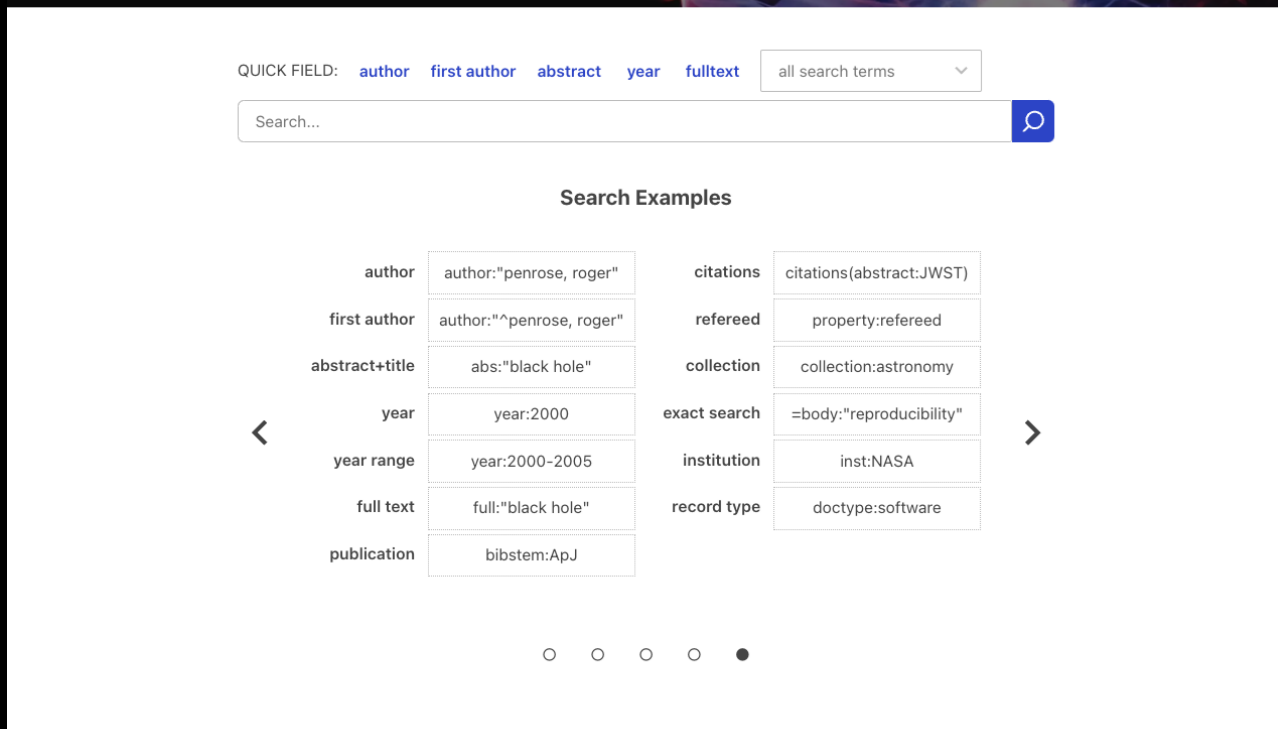 QUICK FIELD: author first author abstract year fulltext all search terms
Search...
Search Examples
author author:"penrose, roger" citations citations(abstract:JWST)
first author author:"^penrose, roger" refereed property:refereed
abstract+title abs:"black hole" collection collection:astronomy
year year:2000 exact search =body:"reproducibility"
year range year:2000-2005 institution inst:NASA
full text full:"black hole" record type doctype:software
publication bibstem:ApJ